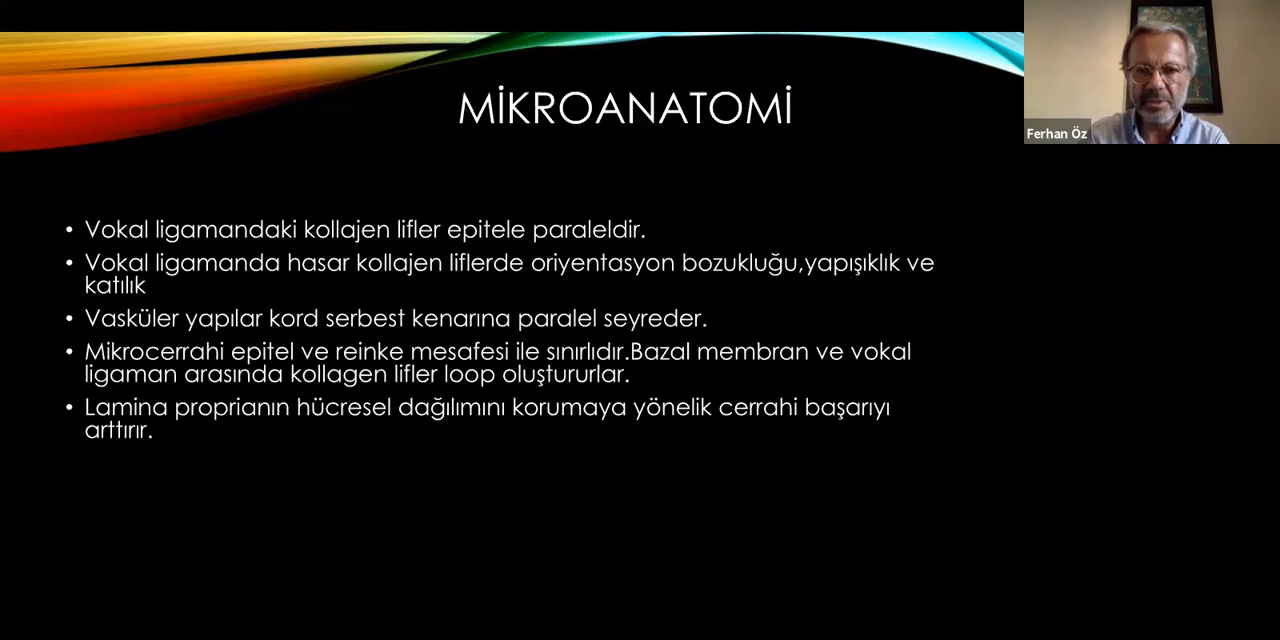 MİKROANATOMİ
Ferhan Öz
• Vokal ligamandaki kollajen lifler epitele paraleldir.
• Vokal ligamanda hasar kollajen liflerde oriyentasyon bozukluğu,yapışıklık ve
katılık
• Vasküler yapılar kord serbest kenarına paralel seyreder.
• Mikrocerrahi epitel ve reinke mesafesi ile sınırlıdır.Bazal membran ve vokal
ligaman arasında kollagen lifler loop oluştururlar.
• Lamina proprianın hücresel dağılımını korumaya yönelik cerrahi başarıyı
arttırır.